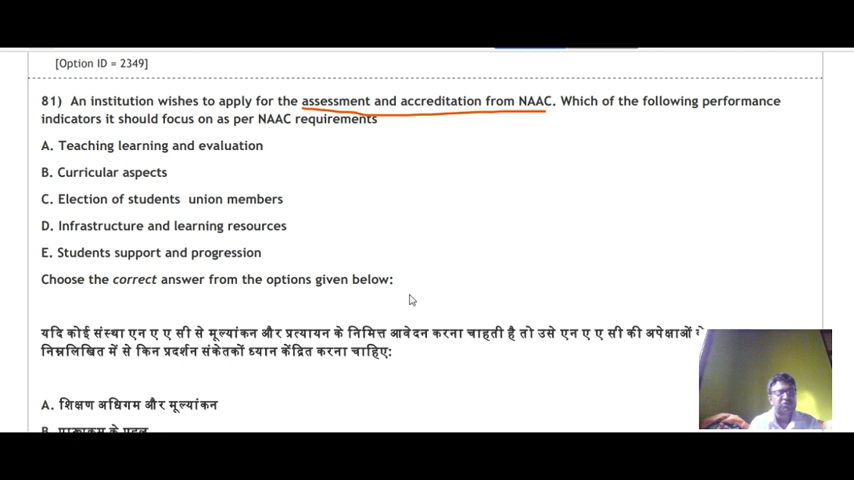 [Option ID = 2349]
81) An institution wishes to apply for the assessment and accreditation from NAAC. Which of the following performance
indicators it should focus on as per NAAC requirements
A. Teaching learning and evaluation
B. Curricular aspects
C. Election of students union members
D. Infrastructure and learning resources
E. Students support and progression
Choose the correct answer from the options given below:
यदि कोई संस्था एन ए ए सी से मूल्यांकन और प्रत्यायन के निमित्त आवेदन करना चाहती है तो उसे एन ए ए सी की अपेक्षाओं
निम्नलिखित में से किन प्रदर्शन संकेतकों ध्यान केंद्रित करना चाहिए:
A. शिक्षण अधिगम और मूल्यांकन
B.